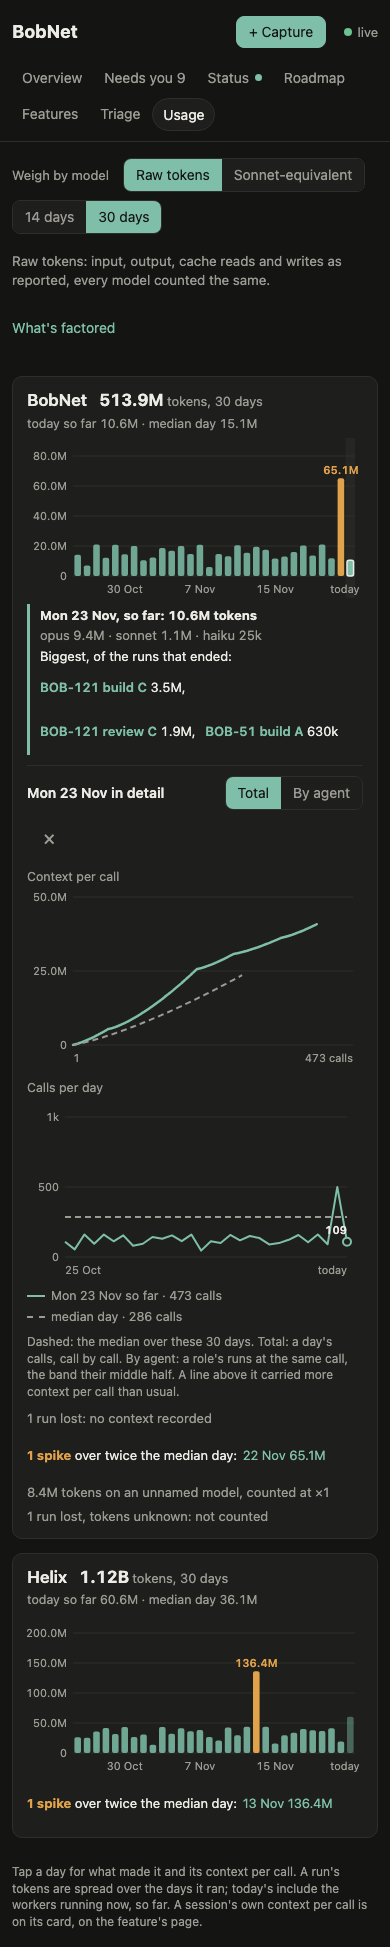 BobNet
+ Capture
live
Overview
Needs you 9
Status
Roadmap
Features
Triage
Usage
Weigh by model
Raw tokens
Sonnet-equivalent
14 days
30 days
Raw tokens: input, output, cache reads and writes as
reported, every model counted the same.
What's factored
BobNet 513.9M tokens, 30 days
today so far 10.6M · median day 15.1M
80.0M
65.1M
60.0M
40.0M
20.0M
0
30 Oct
7 Nov
15 Nov
today
Mon 23 Nov, so far: 10.6M tokens
opus 9.4M · sonnet 1.1M · haiku 25k
Biggest, of the runs that ended:
BOB-121 build C 3.5M,
BOB-121 review C 1.9M, BOB-51 build A 630k
Mon 23 Nov in detail
Total
By agent
×
Context per call
50.0M
25.0M
0
1
473 calls
Calls per day
1k
500
109
0
25 Oct
today
Mon 23 Nov so far · 473 calls
median day · 286 calls
Dashed: the median over these 30 days. Total: a day's
calls, call by call. By agent: a role's runs at the same call,
the band their middle half. A line above it carried more
context per call than usual.
1 run lost: no context recorded
1 spike over twice the median day: 22 Nov 65.1M
8.4M tokens on an unnamed model, counted at ×1
1 run lost, tokens unknown: not counted
Helix 1.12B tokens, 30 days
today so far 60.6M · median day 36.1M
200.0M
150.0M
136.4M
100.0M
50.0M
0
30 Oct
7 Nov
15 Nov
today
1 spike over twice the median day: 13 Nov 136.4M
Tap a day for what made it and its context per call. A run's
tokens are spread over the days it ran; today's include the
workers running now, so far. A session's own context per call is
on its card, on the feature's page.